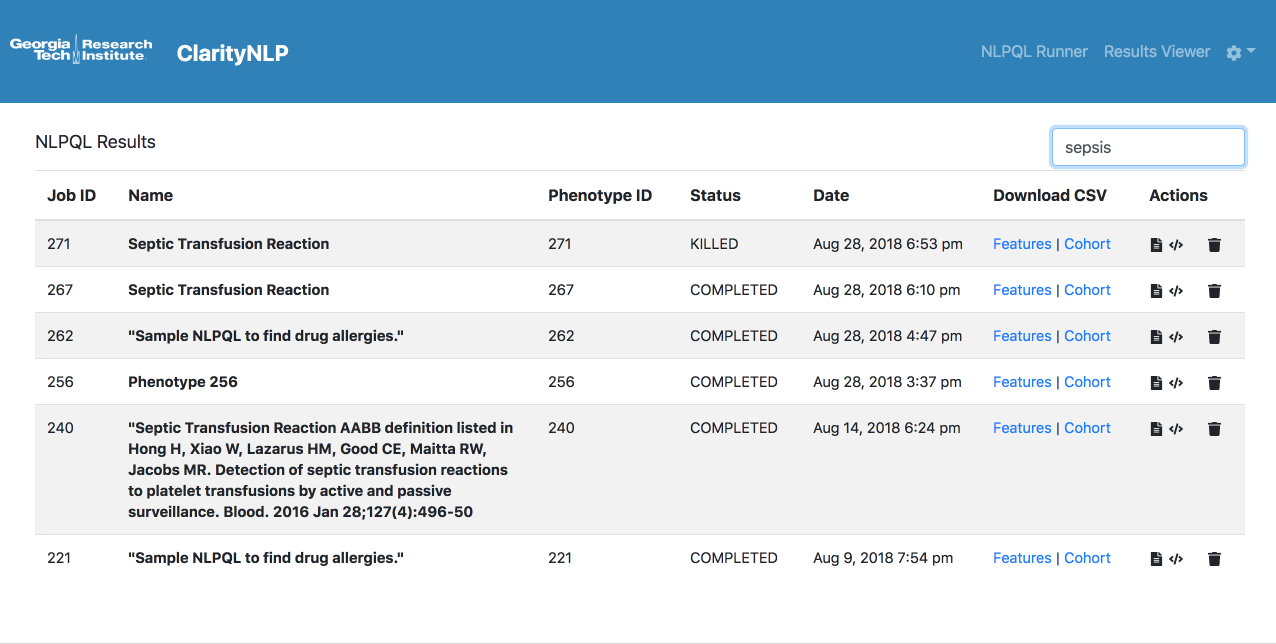 Georgia Research
Tech Institute
ClarityNLP
NLPQL Runner Results Viewer
NLPQL Results
sepsis
Job ID Name Phenotype ID Status Date Download CSV Actions
271 Septic Transfusion Reaction 271 KILLED Aug 28, 2018 6:53 pm Features | Cohort
267 Septic Transfusion Reaction 267 COMPLETED Aug 28, 2018 6:10 pm Features | Cohort
262 "Sample NLPQL to find drug allergies." 262 COMPLETED Aug 28, 2018 4:47 pm Features | Cohort
256 Phenotype 256 256 COMPLETED Aug 28, 2018 3:37 pm Features | Cohort
240 "Septic Transfusion Reaction AABB definition listed in 240 COMPLETED Aug 14, 2018 6:24 pm Features | Cohort
Hong H, Xiao W, Lazarus HM, Good CE, Maitta RW,
Jacobs MR. Detection of septic transfusion reactions
to platelet transfusions by active and passive
surveillance. Blood. 2016 Jan 28;127(4):496-50
221 "Sample NLPQL to find drug allergies." 221 COMPLETED Aug 9, 2018 7:54 pm Features | Cohort